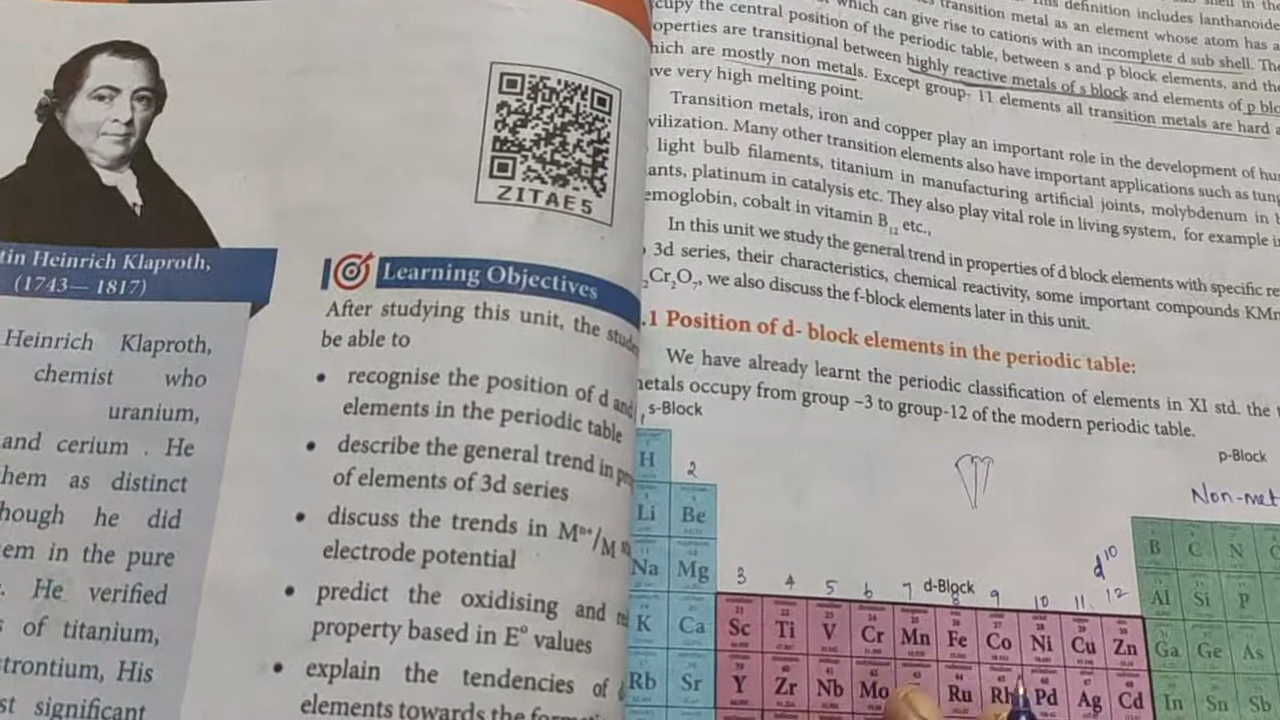 ZITAE5
tin Heinrich Klaproth,
(1743— 1817)
Heinrich Klaproth,
chemist who
uranium,
and cerium . He
hem as distinct
hough he did
em in the pure
. He verified
s of titanium,
trontium, His
st significant
Learning Objectives
After studying this unit, the stude
be able to
• recognise the position of d and
elements in the periodic table
• describe the general trend in pr
of elements of 3d series
• discuss the trends in Mⁿ⁺/M
electrode potential
• predict the oxidising and re
property based in E° values
• explain the tendencies of d
elements towards the form
definition includes lanthanoide
transition metal as an element whose atom has a
which can give rise to cations with an incomplete d sub shell. The
cupy the central position of the periodic table, between s and p block elements, and the
operties are transitional between highly reactive metals of s block and elements of p bloc
hich are mostly non metals. Except group- 11 elements all transition metals are hard
ave very high melting point.
Transition metals, iron and copper play an important role in the development of hu
vilization. Many other transition elements also have important applications such as tung
light bulb filaments, titanium in manufacturing artificial joints, molybdenum in b
ants, platinum in catalysis etc. They also play vital role in living system, for example i
emoglobin, cobalt in vitamin B₁₂ etc.,
In this unit we study the general trend in properties of d block elements with specific re
3d series, their characteristics, chemical reactivity, some important compounds KMn
₂Cr₂O₇, we also discuss the f-block elements later in this unit.
.1 Position of d- block elements in the periodic table:
We have already learnt the periodic classification of elements in XI std. the t
netals occupy from group –3 to group-12 of the modern periodic table.
1 s-Block
p-Block
H 2 Non-met
Li Be d¹⁰ B C N
Na Mg 3 4 5 6 7 d-Block 8 9 10 11. 12 Al Si P
K Ca Sc Ti V Cr Mn Fe Co Ni Cu Zn Ga Ge As
Rb Sr Y Zr Nb Mo Ru Rh Pd Ag Cd In Sn Sb